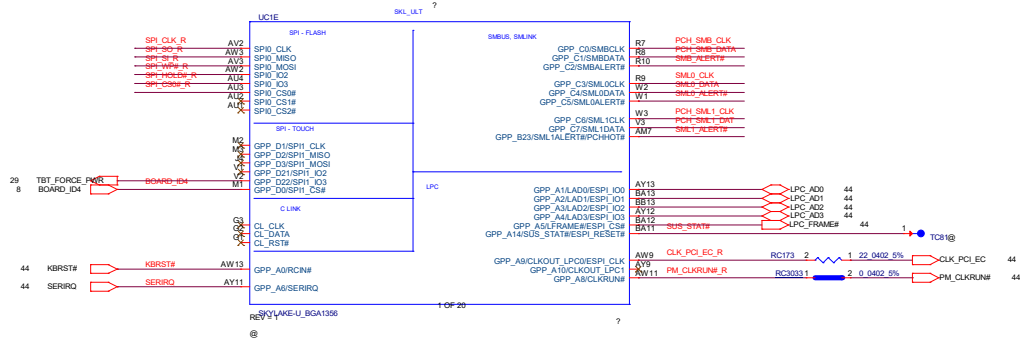 ?
SKL_ULT
UC1E
SPI - FLASH
SMBUS, SMLINK
SPI_CLK_R AV2 SPI0_CLK
SPI_SO_R AW3 SPI0_MISO
SPI_SI_R AV3 SPI0_MOSI
SPI_WP#_R AW2 SPI0_IO2
SPI_HOLD#_R AU4 SPI0_IO3
SPI_CS0#_R AU3 SPI0_CS0#
AU2 SPI0_CS1#
AU1 SPI0_CS2#
GPP_C0/SMBCLK R7 PCH_SMB_CLK
GPP_C1/SMBDATA R8 PCH_SMB_DATA
GPP_C2/SMBALERT# R10 SMB_ALERT#
GPP_C3/SML0CLK R9 SML0_CLK
GPP_C4/SML0DATA W2 SML0_DATA
GPP_C5/SML0ALERT# W1 SML0_ALERT#
GPP_C6/SML1CLK W3 PCH_SML1_CLK
GPP_C7/SML1DATA V3 PCH_SML1_DAT
GPP_B23/SML1ALERT#/PCHHOT# AM7 SML1_ALERT#
SPI - TOUCH
M2 GPP_D1/SPI1_CLK
M3 GPP_D2/SPI1_MISO
J4 GPP_D3/SPI1_MOSI
V1 GPP_D21/SPI1_IO2
29 TBT_FORCE_PWR V2 GPP_D22/SPI1_IO3
8 BOARD_ID4 BOARD_ID4 M1 GPP_D0/SPI1_CS#
LPC
GPP_A1/LAD0/ESPI_IO0 AY13 LPC_AD0 44
GPP_A2/LAD1/ESPI_IO1 BA13 LPC_AD1 44
GPP_A3/LAD2/ESPI_IO2 BB13 LPC_AD2 44
GPP_A4/LAD3/ESPI_IO3 AY12 LPC_AD3 44
GPP_A5/LFRAME#/ESPI_CS# BA12 LPC_FRAME# 44
GPP_A14/SUS_STAT#/ESPI_RESET# BA11 SUS_STAT# 1 TC81@
C LINK
G3 CL_CLK
G2 CL_DATA
G1 CL_RST#
GPP_A9/CLKOUT_LPC0/ESPI_CLK AW9 CLK_PCI_EC_R RC173 2 1 22_0402_5% CLK_PCI_EC 44
GPP_A10/CLKOUT_LPC1 AY9
GPP_A8/CLKRUN# AW11 PM_CLKRUN#_R RC3033 1 2 0_0402_5% PM_CLKRUN# 44
44 KBRST# KBRST# AW13 GPP_A0/RCIN#
44 SERIRQ SERIRQ AY11 GPP_A6/SERIRQ
1 OF 20
SKYLAKE-U_BGA1356
REV = 1
?
@